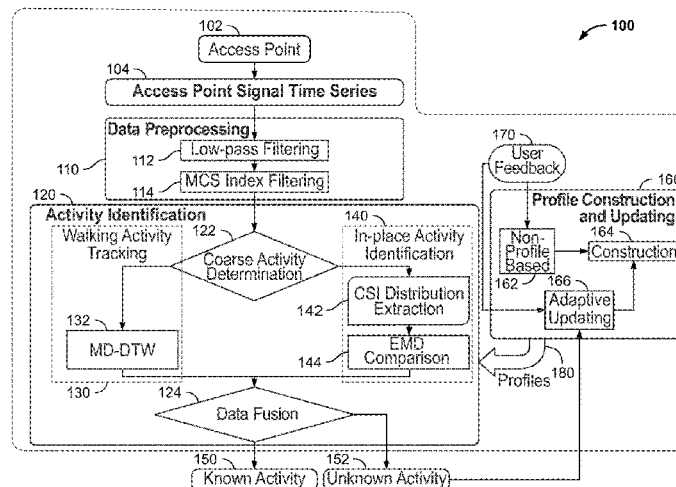 102
100
Access Point
104
Access Point Signal Time Series
Data Preprocessing
110
112
Low-pass Filtering
114
MCS Index Filtering
170
User
Feedback
160
Profile Construction
and Updating
164
Non-
Profile
Based
162
Construction
166
Adaptive
Updating
120
Activity Identification
140
Walking Activity
Tracking
122
Coarse Activity
Determination
In-place Activity
Identification
142
CSI Distribution
Extraction
132
MD-DTW
144
EMD
Comparison
130
180
Profiles
124
Data Fusion
150
Known Activity
152
Unknown Activity